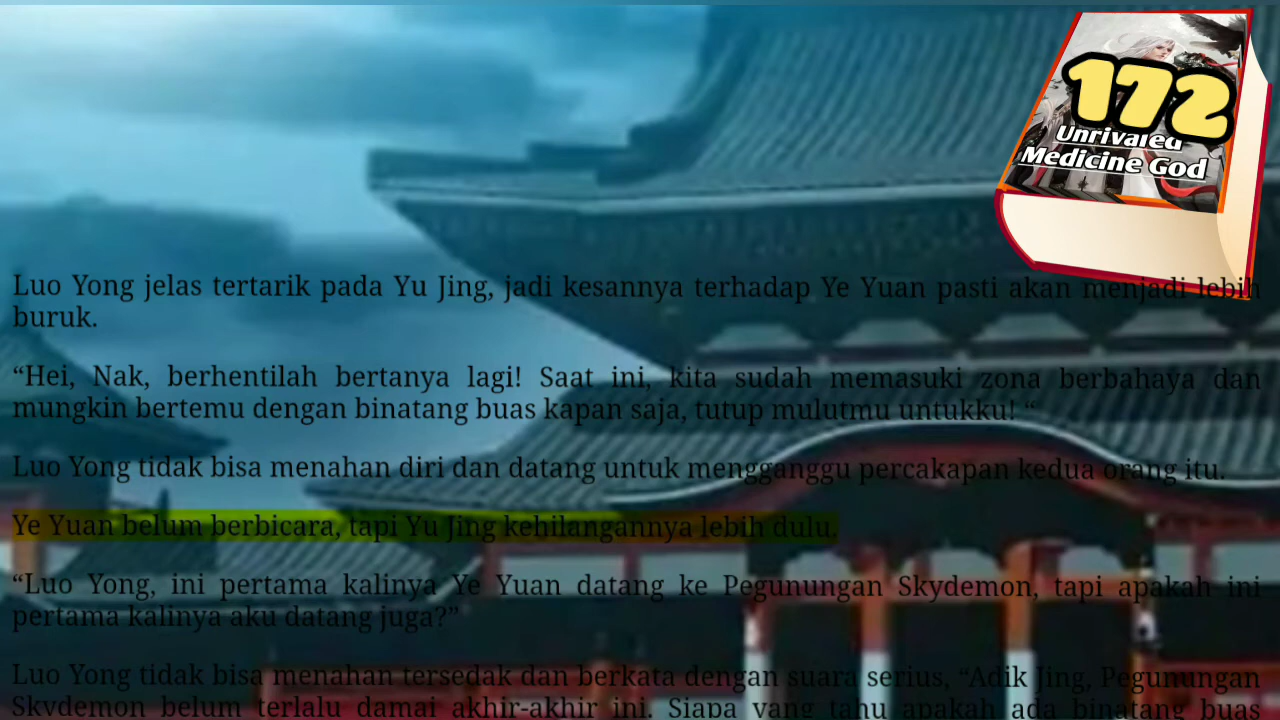 172
Unrivaled
Medicine God
Luo Yong jelas tertarik pada Yu Jing, jadi kesannya terhadap Ye Yuan pasti akan menjadi lebih
buruk.
“Hei, Nak, berhentilah bertanya lagi! Saat ini, kita sudah memasuki zona berbahaya dan
mungkin bertemu dengan binatang buas kapan saja, tutup mulutmu untukku! “
Luo Yong tidak bisa menahan diri dan datang untuk mengganggu percakapan kedua orang itu.
Ye Yuan belum berbicara, tapi Yu Jing kehilangannya lebih dulu.
“Luo Yong, ini pertama kalinya Ye Yuan datang ke Pegunungan Skydemon, tapi apakah ini
pertama kalinya aku datang juga?”
Luo Yong tidak bisa menahan tersedak dan berkata dengan suara serius, “Adik Jing, Pegunungan
Skydemon belum terlalu damai akhir-akhir ini. Siapa yang tahu apakah ada binatang buas